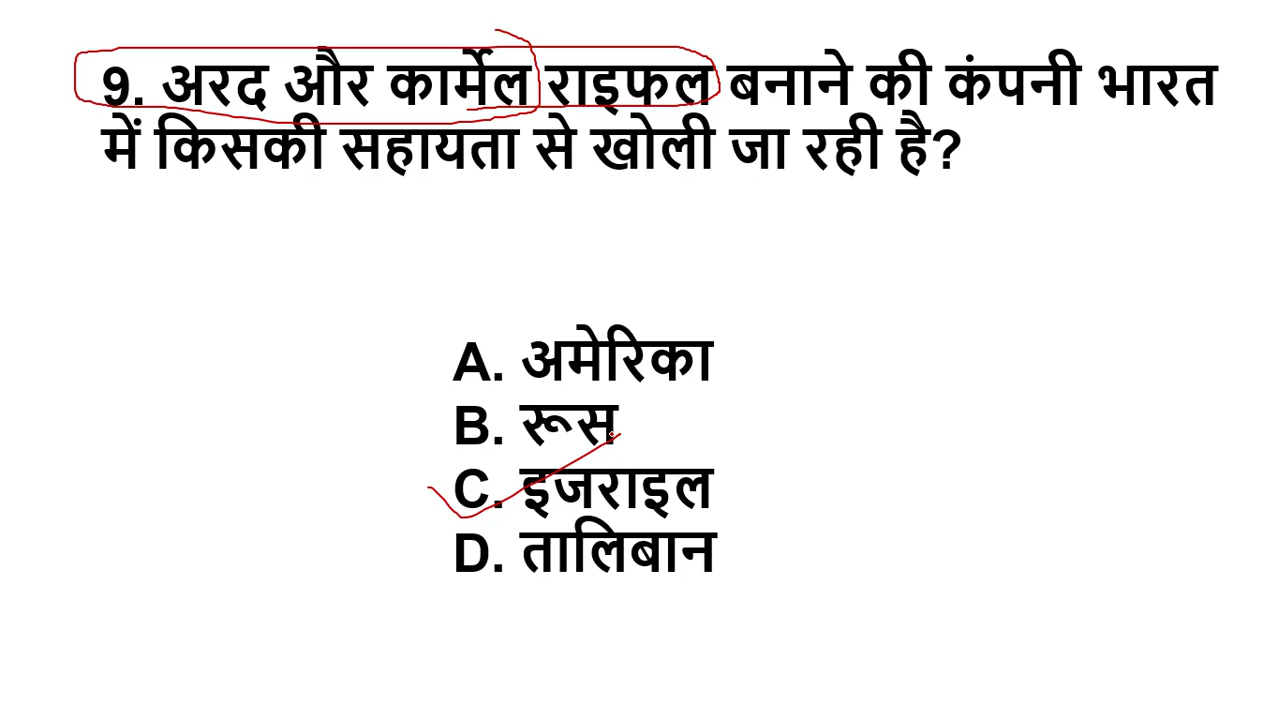 9. अरद और कार्मेल राइफल बनाने की कंपनी भारत
में किसकी सहायता से खोली जा रही है?
A. अमेरिका
B. रूस
C. इजराइल
D. तालिबान